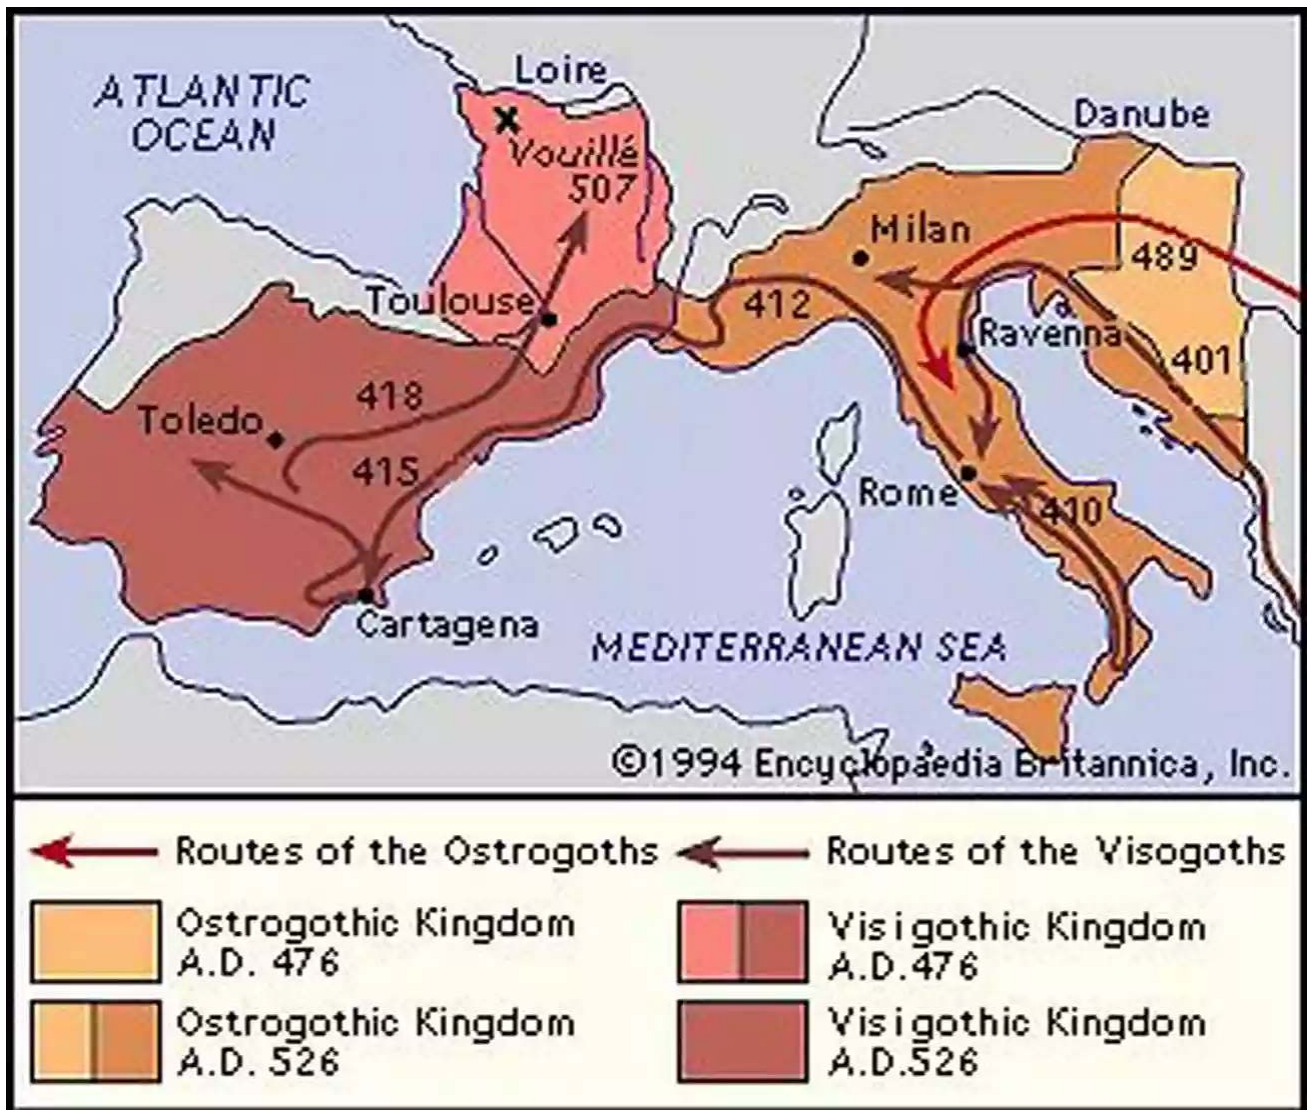 Loire
ATLANTIC
OCEAN
Danube
Vouillé
507
Milan
489
Toulouse
412
Ravenna
401
418
Toledo
415
Rome
410
Cartagena
MEDITERRANEAN SEA
©1994 Encyclopædia Britannica, Inc.
Routes of the Ostrogoths
Routes of the Visogoths
Ostrogothic Kingdom
A.D. 476
Visigothic Kingdom
A.D.476
Ostrogothic Kingdom
A.D. 526
Visigothic Kingdom
A.D.526